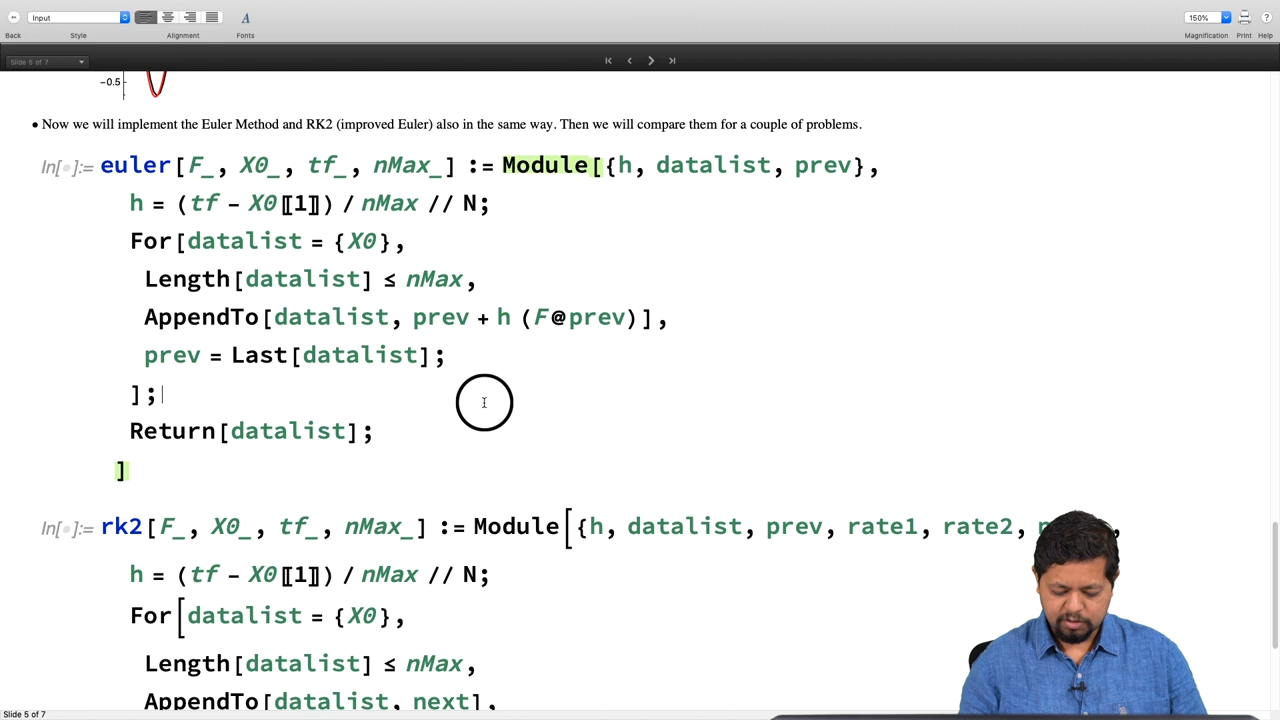 Input
150%
Back
Style
Alignment
Fonts
Magnification
Print
Help
Slide 5 of 7
-0.5
• Now we will implement the Euler Method and RK2 (improved Euler) also in the same way. Then we will compare them for a couple of problems.
In[•]:= euler[F_, X0_, tf_, nMax_] := Module[{h, datalist, prev},
h = (tf - X0〚1〛) / nMax // N;
For[datalist = {X0},
Length[datalist] ≤ nMax,
AppendTo[datalist, prev + h (F@prev)],
prev = Last[datalist];
];
Return[datalist];
]
In[•]:= rk2[F_, X0_, tf_, nMax_] := Module[{h, datalist, prev, rate1, rate2,
h = (tf - X0〚1〛) / nMax // N;
For[datalist = {X0},
Length[datalist] ≤ nMax,
AppendTo[datalist, next],
Slide 5 of 7